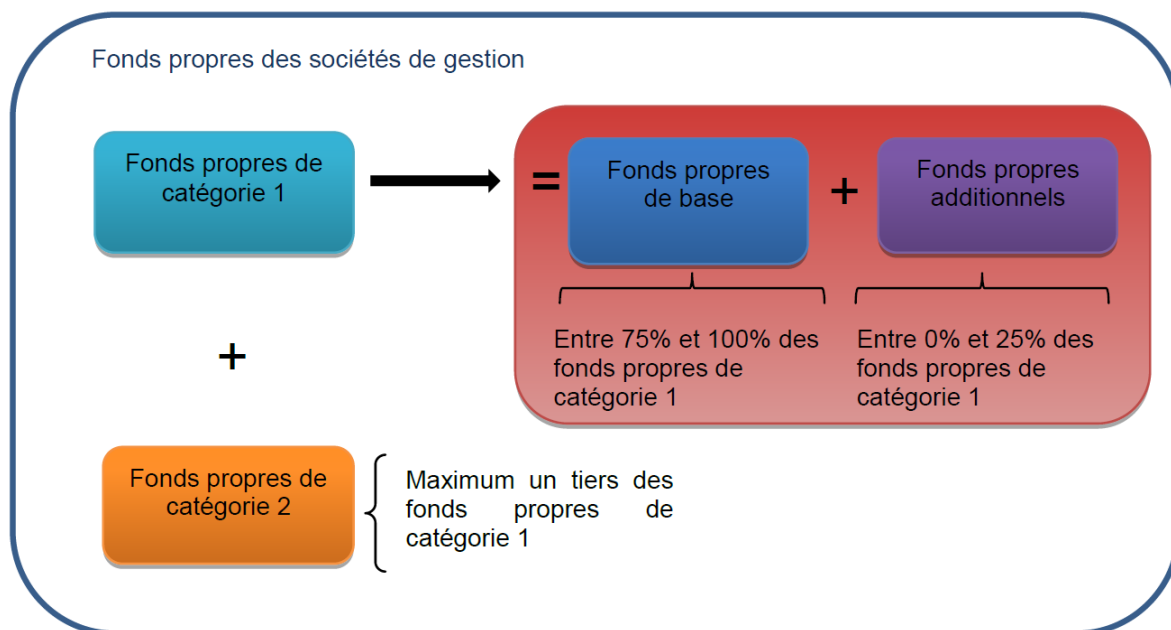 Fonds propres des sociétés de gestion
Fonds propres de
catégorie 1
=
Fonds propres
de base
+
Fonds propres
additionnels
Entre 75% et 100% des
fonds propres de
catégorie 1
Entre 0% et 25% des
fonds propres de
catégorie 1
+
Fonds propres de
catégorie 2
Maximum un tiers des
fonds propres de
catégorie 1